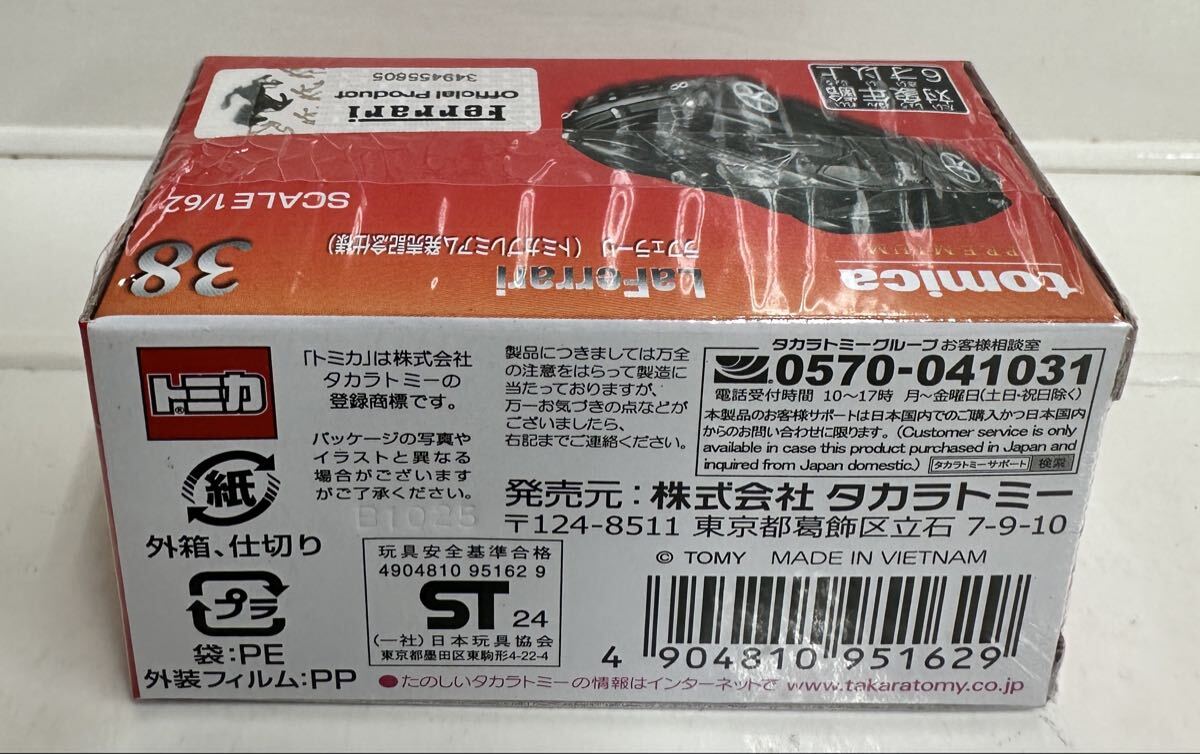 Ferrari
Official Product
349455805
対象年齢
6才以上
SCALE 1/62
38
LaFerrari
ラ フェラーリ (トミカプレミアム発売記念仕様)
tomica
PREMIUM
トミカ
®
「トミカ」は株式会社
タカラトミーの
登録商標です。
パッケージの写真や
イラストと異なる
場合がございます
がご了承ください。
B1025
製品につきましては万全
の注意をはらって製造に
当たっておりますが、
万一お気づきの点などが
ございましたら、
右記までご連絡ください。
タカラトミーグループ お客様相談室
0570-041031
電話受付時間 10〜17時 月〜金曜日(土日・祝日除く)
本製品のお客様サポートは日本国内でのご購入かつ日本国内
からのお問い合わせに限ります。(Customer service is only
available in case this product purchased in Japan and
inquired from Japan domestic.) タカラトミーサポート 検索
発売元:株式会社 タカラトミー
〒124-8511 東京都葛飾区立石 7-9-10
© TOMY MADE IN VIETNAM
紙
外箱、仕切り
プラ
袋:PE
外装フィルム:PP
玩具安全基準合格
4904810 95162 9
ST 24
(一社)日本玩具協会
東京都墨田区東駒形4-22-4
4 904810 951629
●たのしいタカラトミーの情報はインターネットで www.takaratomy.co.jp